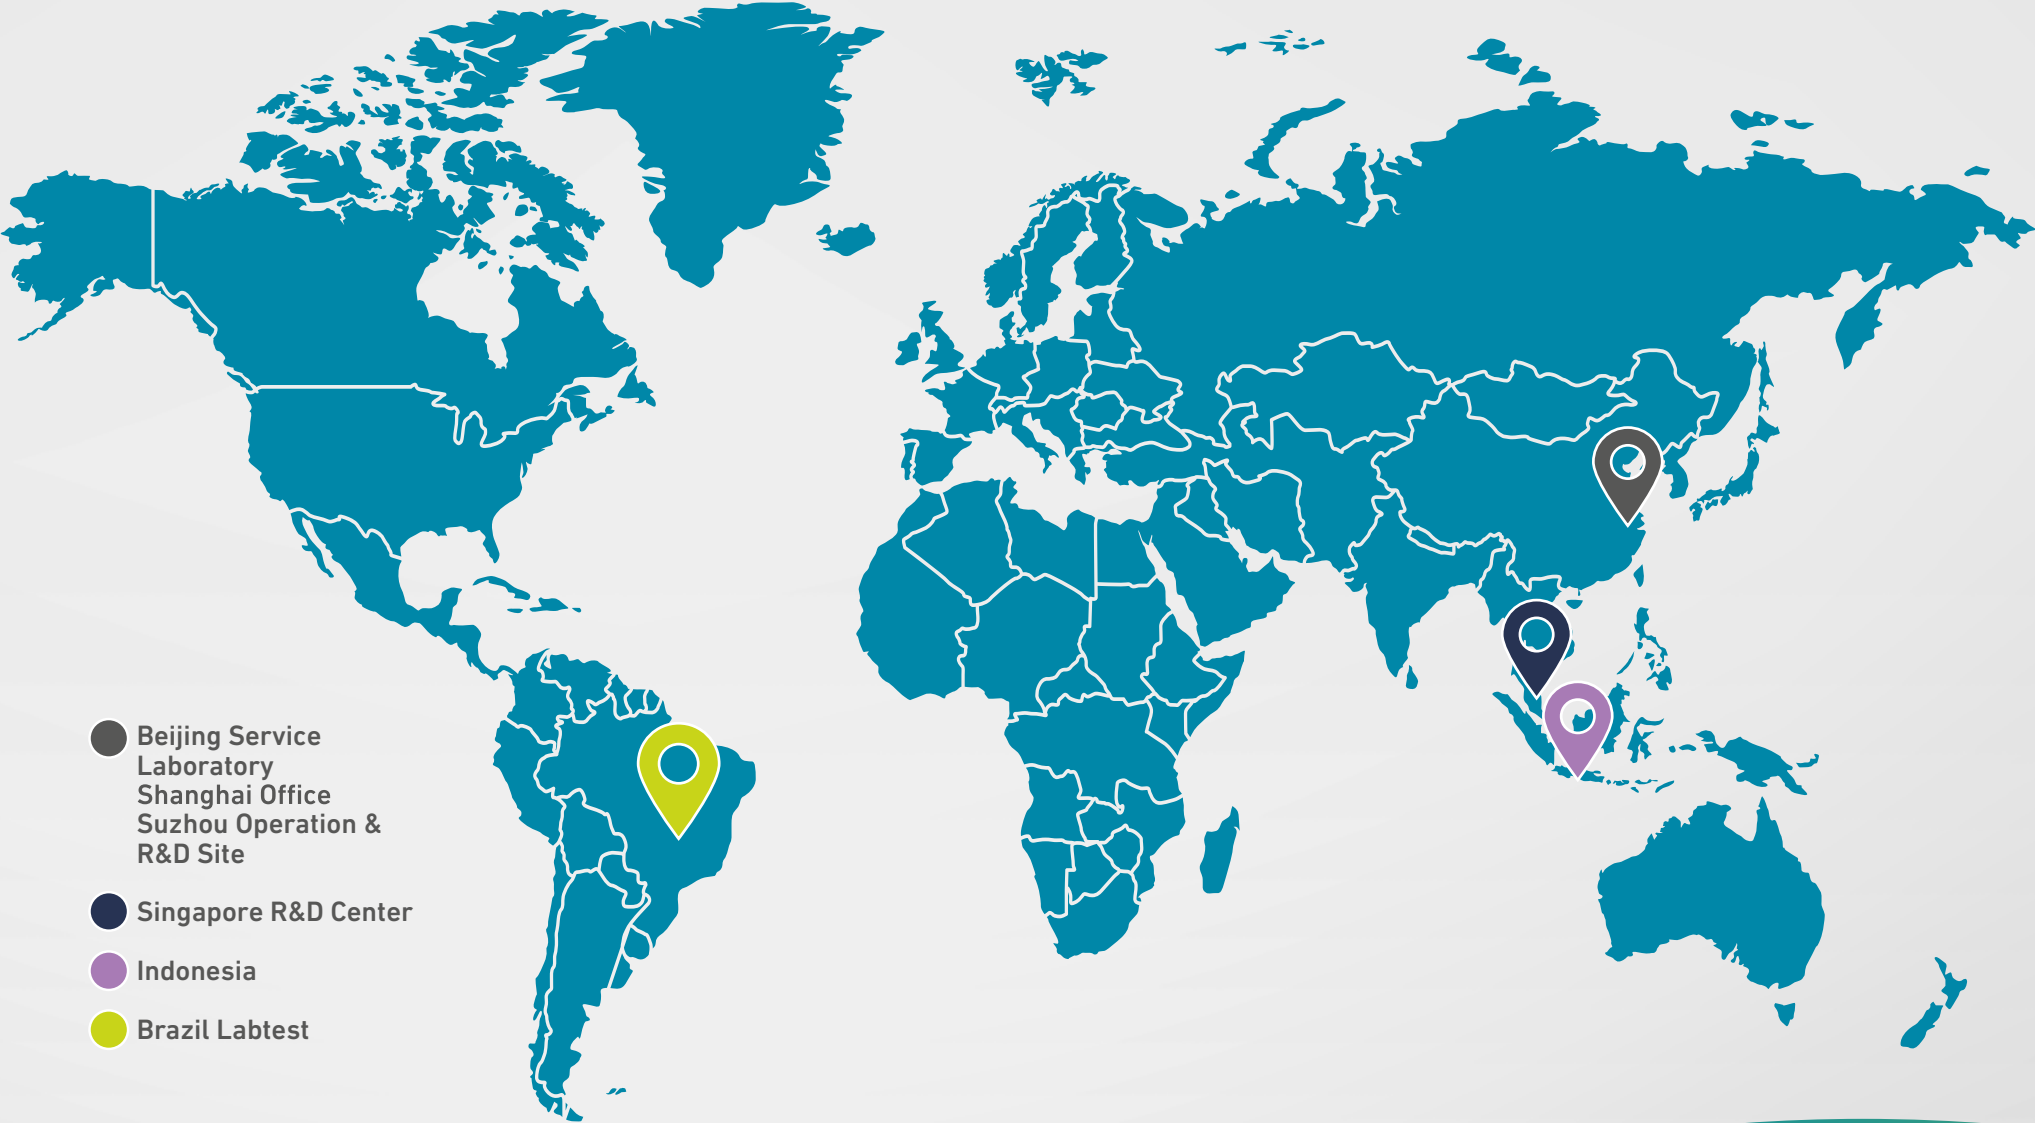 Beijing Service
Laboratory
Shanghai Office
Suzhou Operation &
R&D Site
Singapore R&D Center
Indonesia
Brazil Labtest